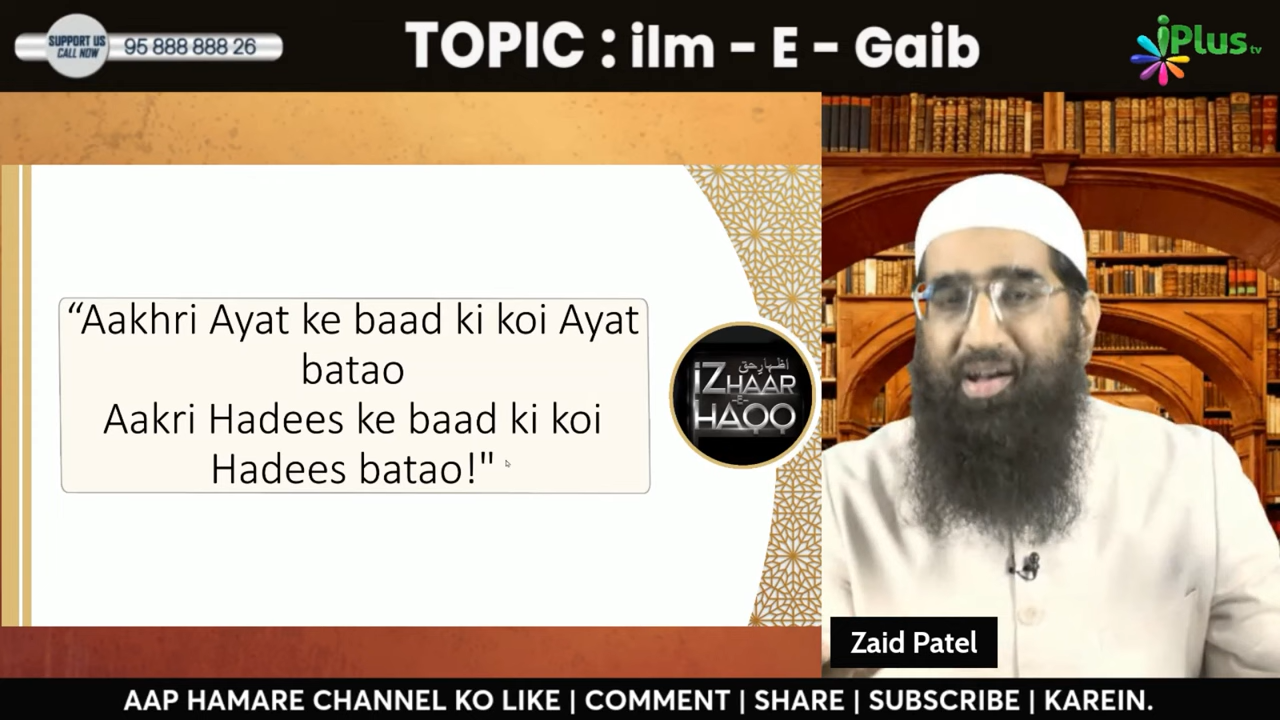 SUPPORT US
CALL NOW
95 888 888 26
TOPIC : ilm - E - Gaib
iPlus tv
“Aakhri Ayat ke baad ki koi Ayat
batao
Aakri Hadees ke baad ki koi
Hadees batao!"
اظہارِ حق
IZHAAR
-E-
HAQQ
Zaid Patel
AAP HAMARE CHANNEL KO LIKE | COMMENT | SHARE | SUBSCRIBE | KAREIN.